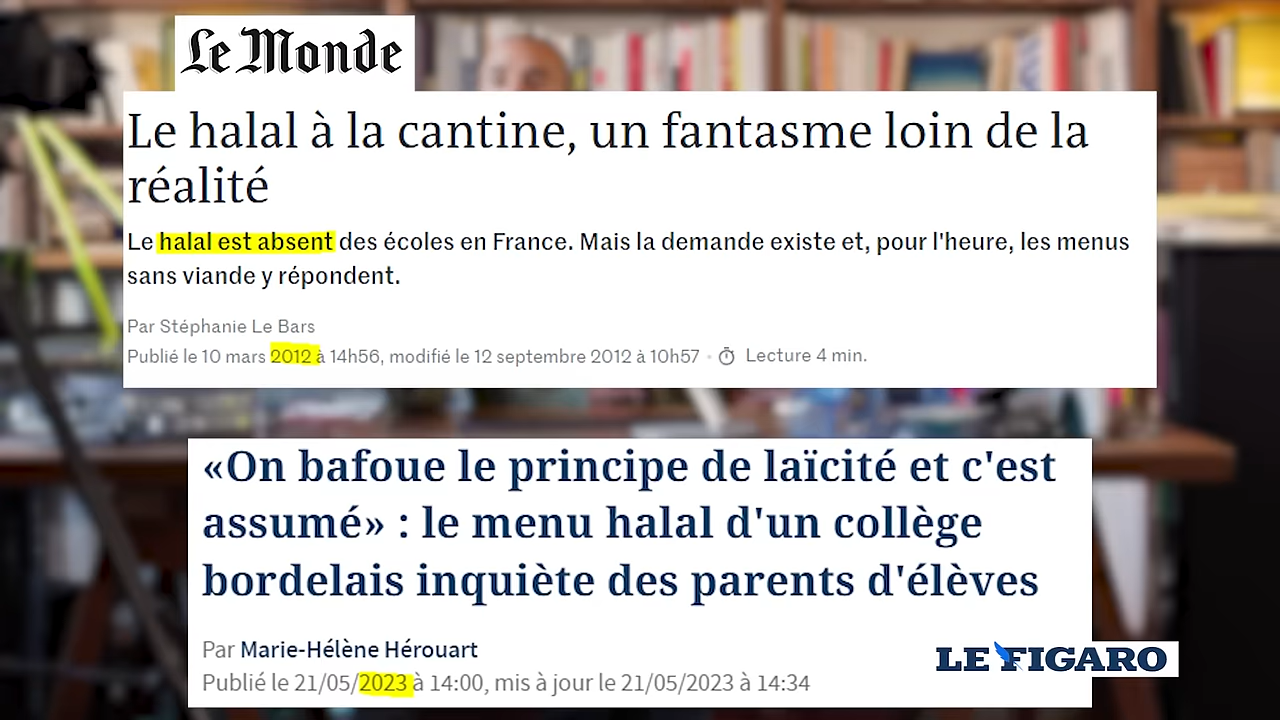 Le Monde
Le halal à la cantine, un fantasme loin de la
réalité
Le halal est absent des écoles en France. Mais la demande existe et, pour l'heure, les menus
sans viande y répondent.
Par Stéphanie Le Bars
Publié le 10 mars 2012 à 14h56, modifié le 12 septembre 2012 à 10h57 • Lecture 4 min.
«On bafoue le principe de laïcité et c'est
assumé» : le menu halal d'un collège
bordelais inquiète des parents d'élèves
Par Marie-Hélène Hérouart
Publié le 21/05/2023 à 14:00, mis à jour le 21/05/2023 à 14:34
LE FIGARO